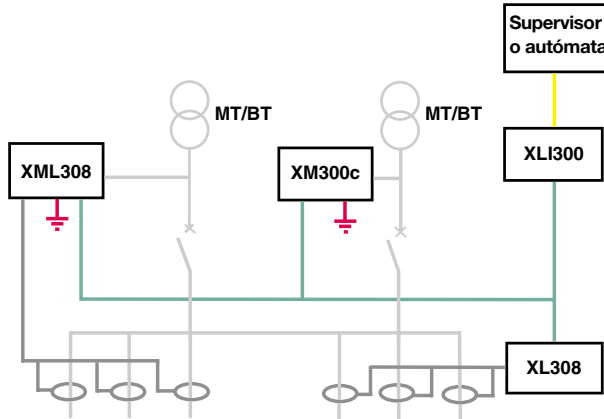 Supervisor
o autómata
MT/BT
MT/BT
XML308
XM300c
XLI300
XL308